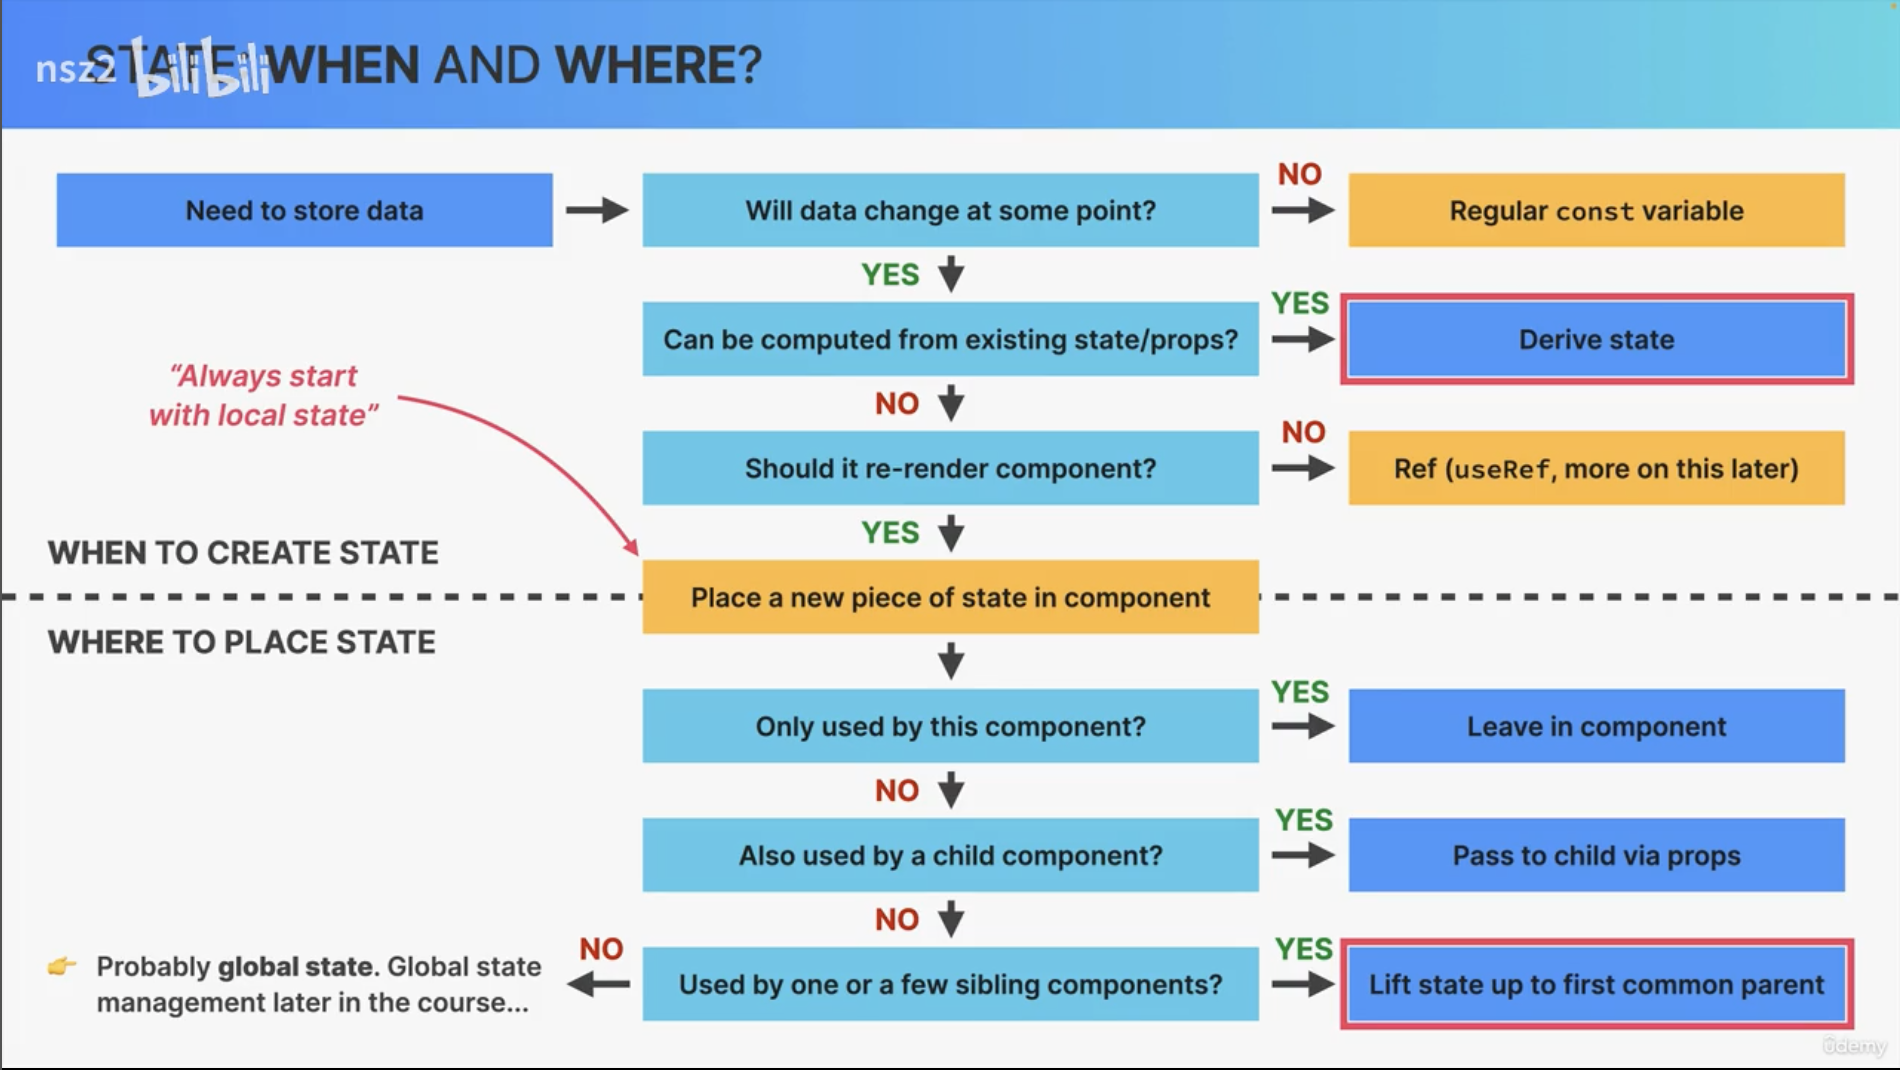 STATE: WHEN AND WHERE?
nsz2 bilibili
Need to store data
Will data change at some point?
NO
Regular const variable
YES
Can be computed from existing state/props?
YES
Derive state
“Always start
with local state”
NO
Should it re-render component?
NO
Ref (useRef, more on this later)
YES
WHEN TO CREATE STATE
Place a new piece of state in component
WHERE TO PLACE STATE
Only used by this component?
YES
Leave in component
NO
Also used by a child component?
YES
Pass to child via props
NO
Used by one or a few sibling components?
YES
Lift state up to first common parent
NO
👉 Probably global state. Global state
management later in the course...
ûdemy